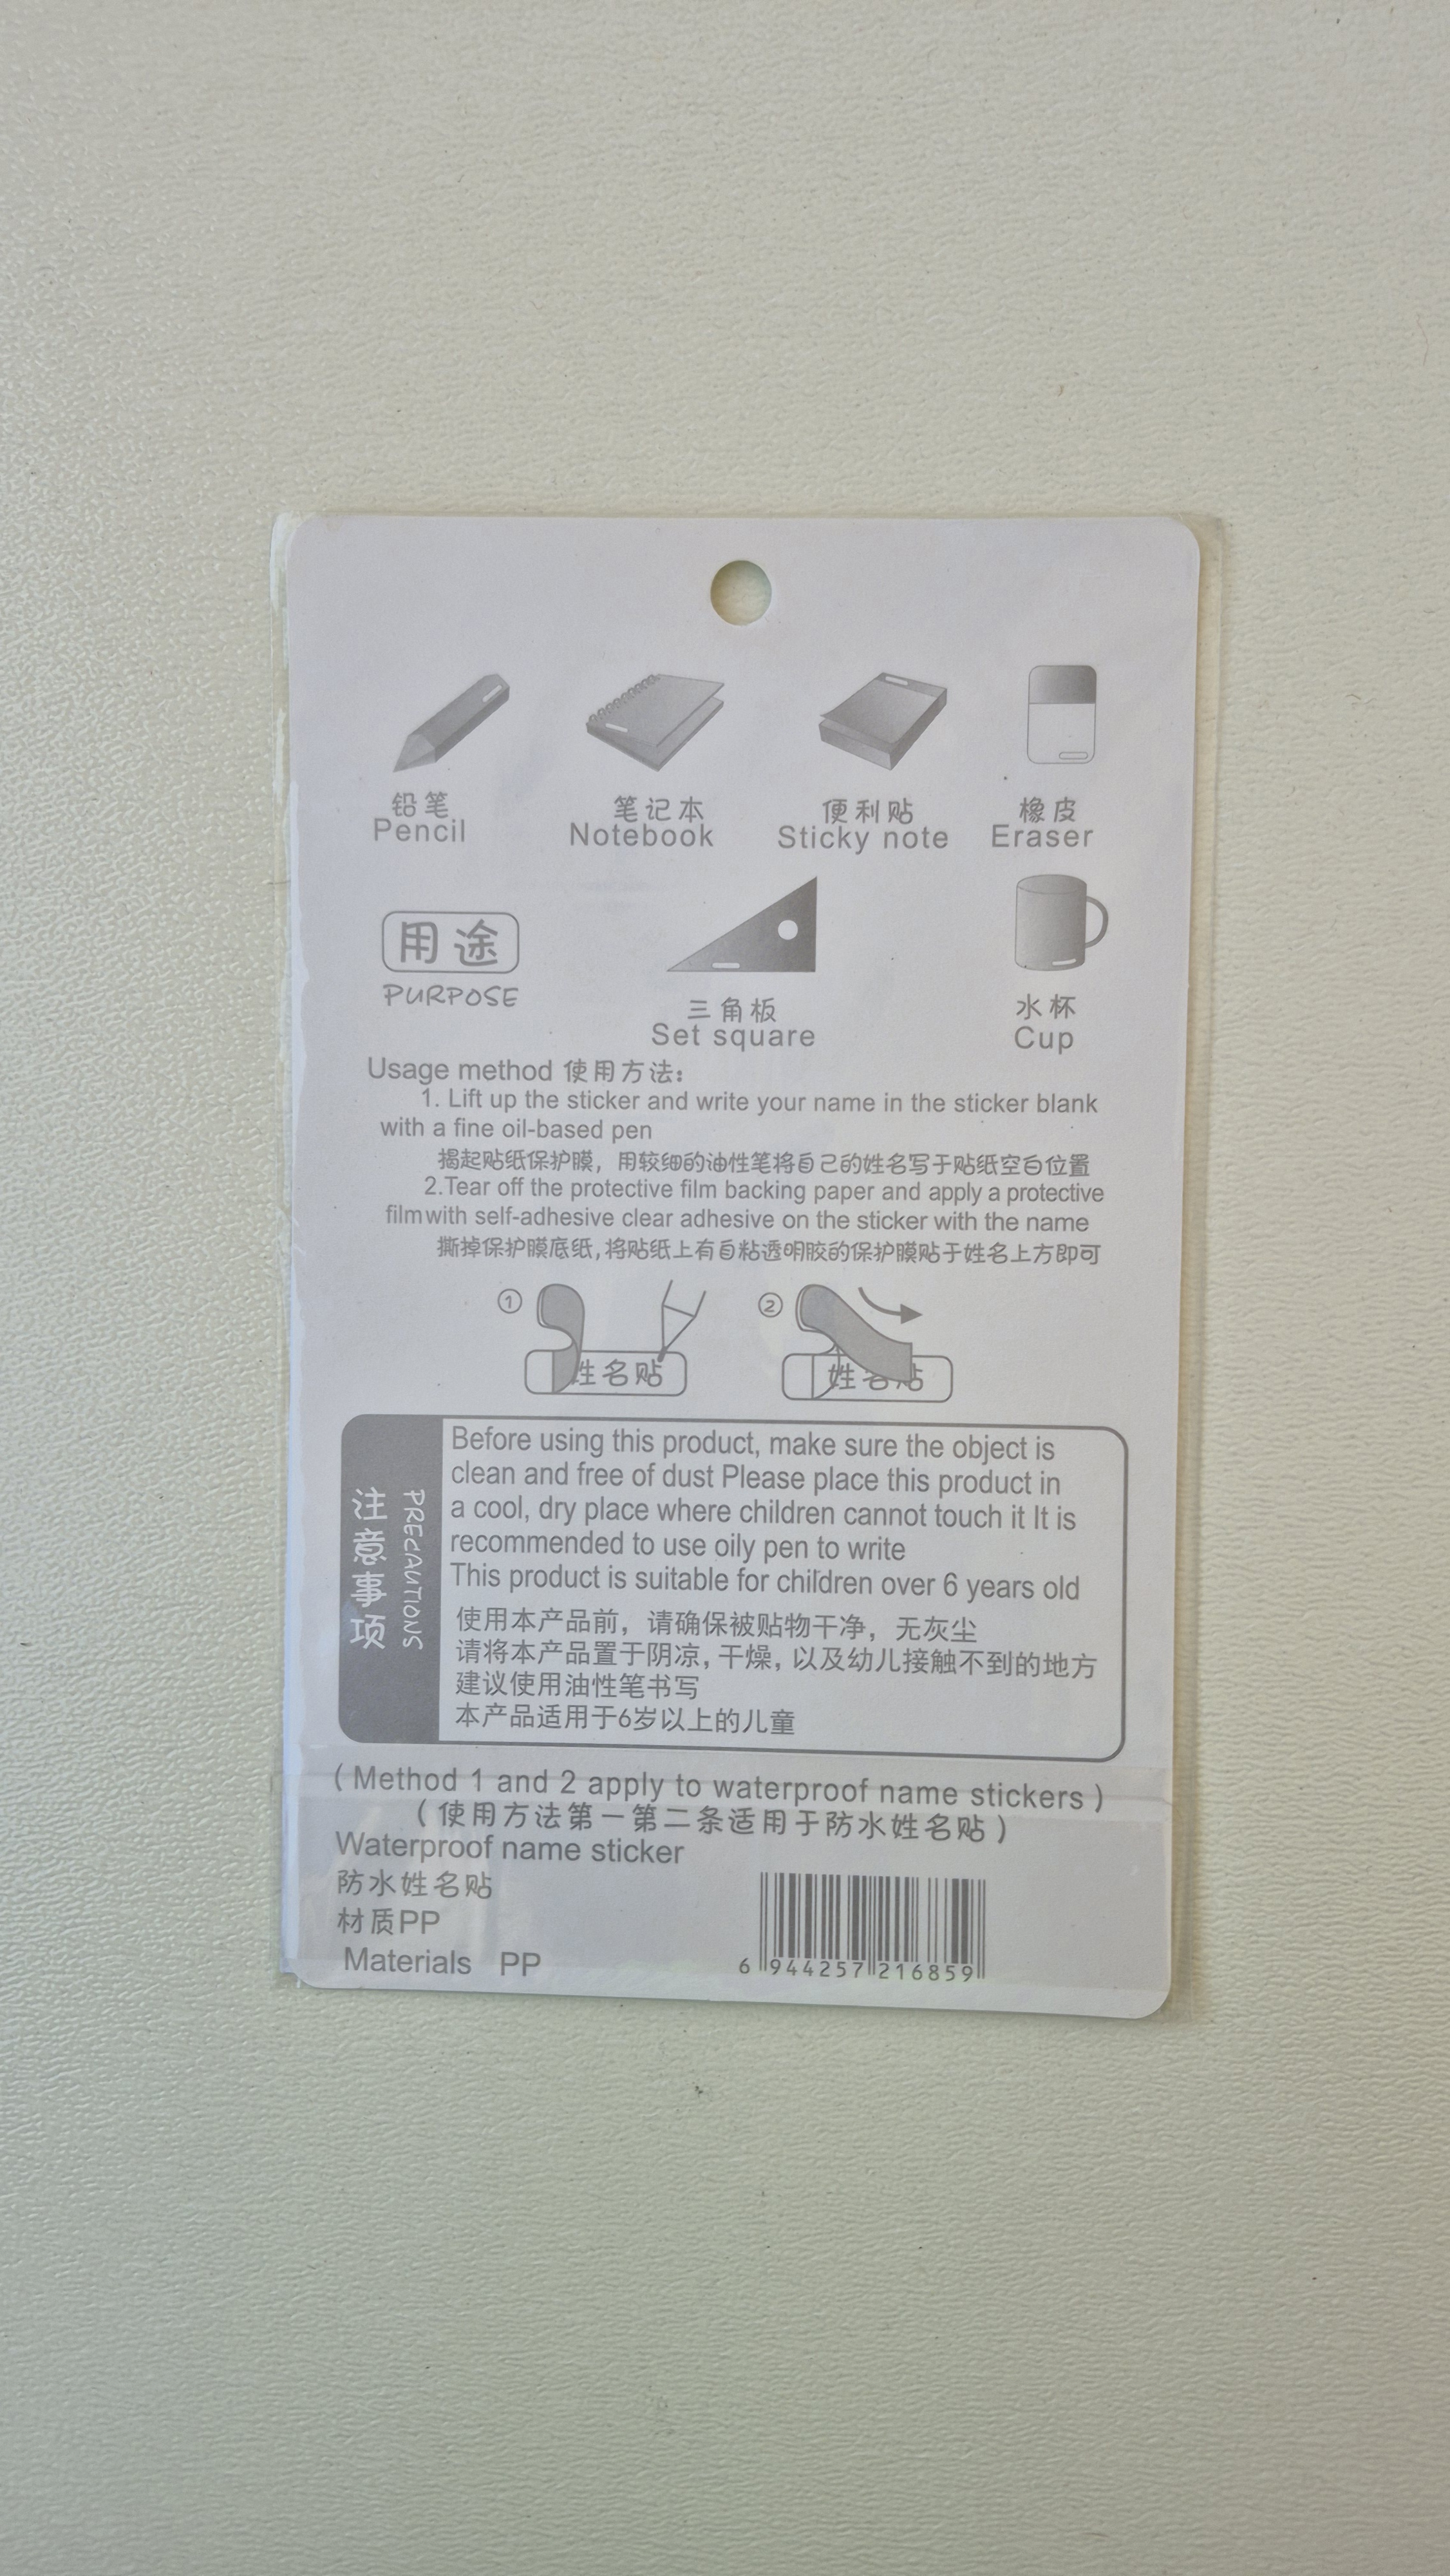 铅笔
Pencil
笔记本
Notebook
便利贴
Sticky note
橡皮
Eraser
用途
PURPOSE
三角板
Set square
水杯
Cup
Usage method 使用方法:
1. Lift up the sticker and write your name in the sticker blank
with a fine oil-based pen
揭起贴纸保护膜，用较细的油性笔将自己的姓名写于贴纸空白位置
2.Tear off the protective film backing paper and apply a protective
filmwith self-adhesive clear adhesive on the sticker with the name
撕掉保护膜底纸,将贴纸上有自粘透明胶的保护膜贴于姓名上方即可
①
姓名贴
②
姓名贴
注意事项
PRECAUTIONS
Before using this product, make sure the object is
clean and free of dust Please place this product in
a cool, dry place where children cannot touch it It is
recommended to use oily pen to write
This product is suitable for children over 6 years old
使用本产品前，请确保被贴物干净，无灰尘
请将本产品置于阴凉,干燥,以及幼儿接触不到的地方
建议使用油性笔书写
本产品适用于6岁以上的儿童
(Method 1 and 2 apply to waterproof name stickers)
(使用方法第一第二条适用于防水姓名贴)
Waterproof name sticker
防水姓名贴
材质PP
Materials PP
6 944257 216859